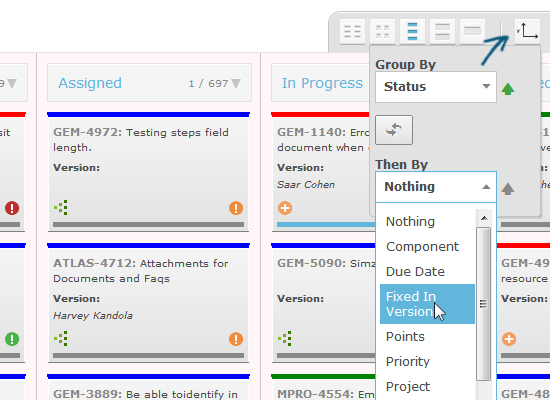 Group By
Status
Then By
Nothing
Nothing
Component
Due Date
Fixed In
Version
Points
Priority
Project
Assigned
1 / 697
In Progress
sit
GEM-4972: Testing steps field
length.
Version:
ATLAS-4712: Attachments for
Documents and Faqs
Version:
Harvey Kandola
GEM-3889: Be able toidentify in
GEM-1140: Erro
document when
Version:
Saar Cohen
GEM-5090: Simz
Version:
MPRO-4554: Em
GEM-49
resource
Version: